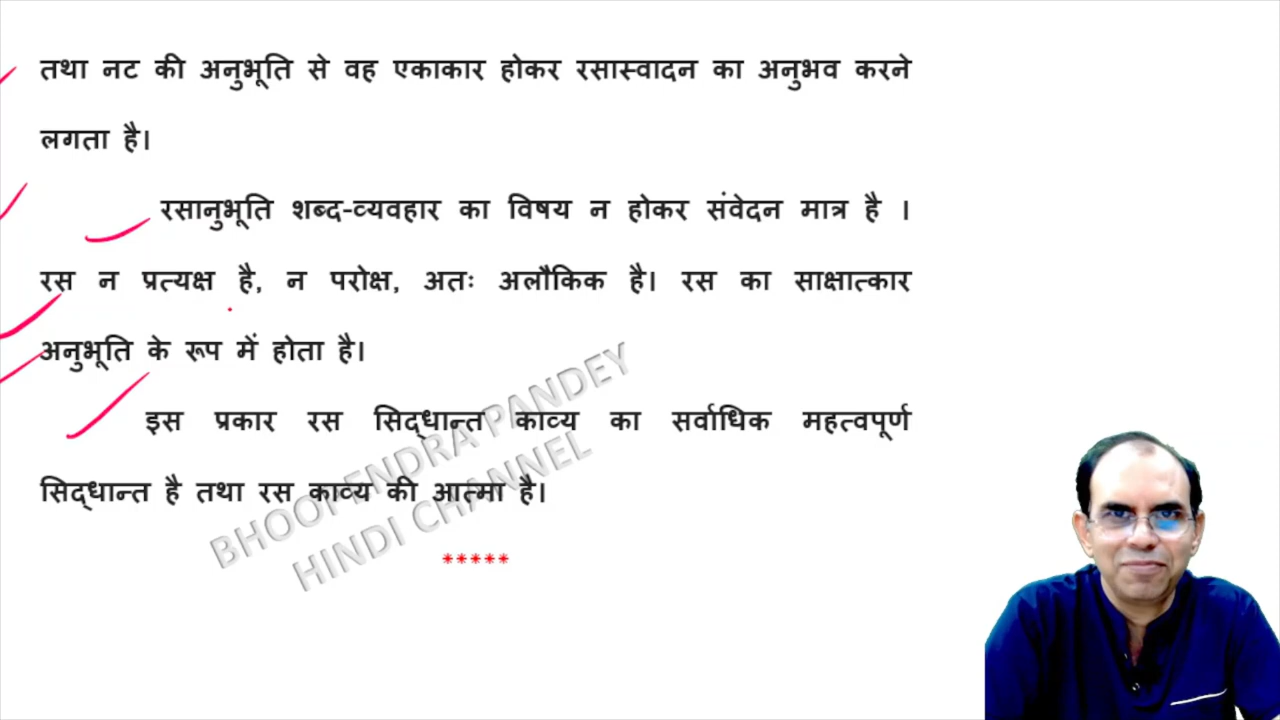 तथा नट की अनुभूति से वह एकाकार होकर रसास्वादन का अनुभव करने
लगता है।
रसानुभूति शब्द-व्यवहार का विषय न होकर संवेदन मात्र है ।
रस न प्रत्यक्ष है, न परोक्ष, अतः अलौकिक है। रस का साक्षात्कार
अनुभूति के रूप में होता है।
इस प्रकार रस सिद्धान्त काव्य का सर्वाधिक महत्वपूर्ण
सिद्धान्त है तथा रस काव्य की आत्मा है।
*****
BHOOPENDRA PANDEY
HINDI CHANNEL